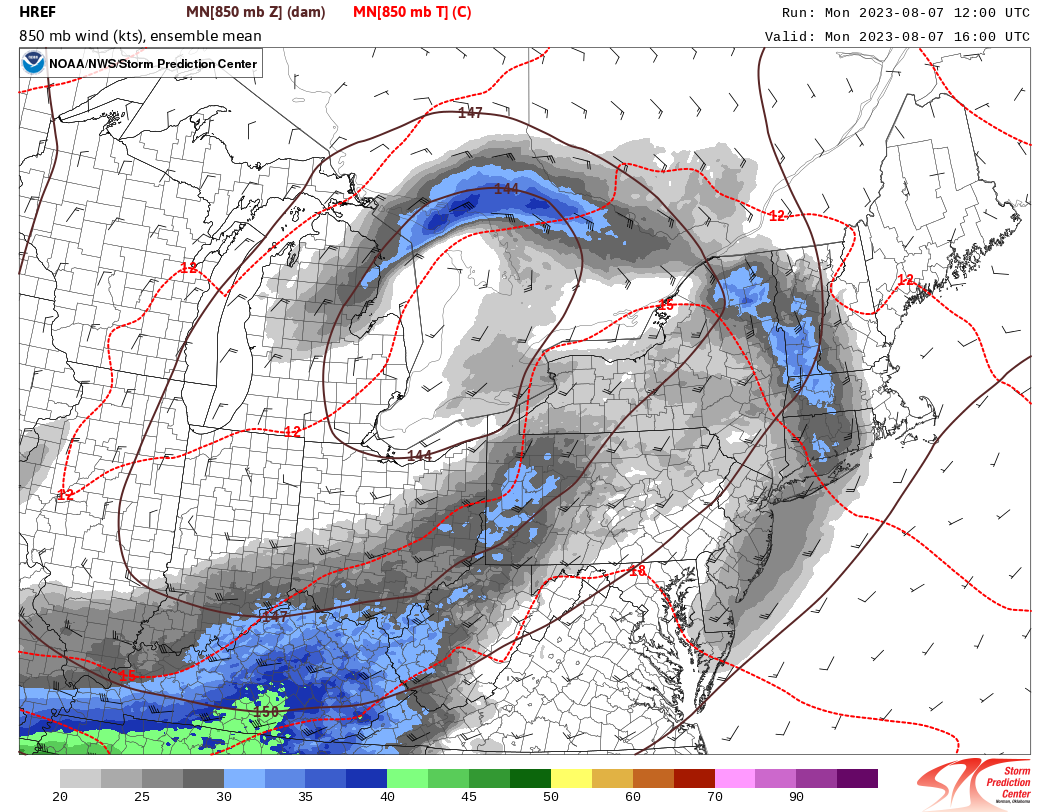 HREF MN[850 mb Z] (dam) MN[850 mb T] (C) Run: Mon 2023-08-07 12:00 UTC
850 mb wind (kts), ensemble mean Valid: Mon 2023-08-07 16:00 UTC
NOAA/NWS/Storm Prediction Center
147
144
12
12
12
12
15
12
144
12
18
147
15
150
20 25 30 35 40 45 50 60 70 90
Storm
Prediction
Center
Norman, Oklahoma